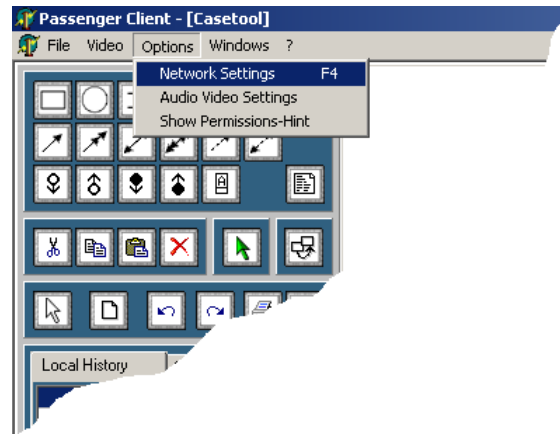 Passenger Client - [Casetool]
File Video Options Windows ?
Network Settings F4
Audio Video Settings
Show Permissions-Hint
A
Local History